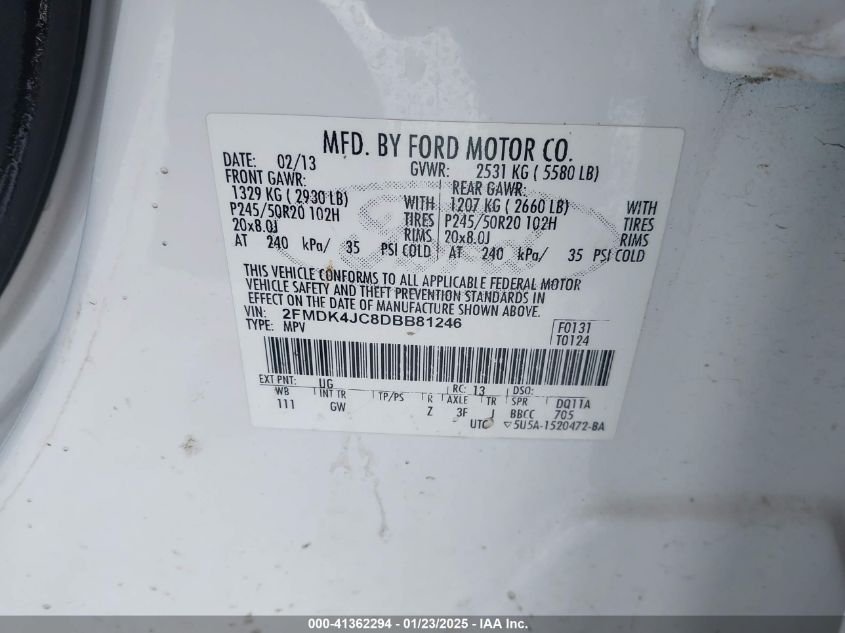 MFD. BY FORD MOTOR CO.
DATE: 02/13 GVWR: 2531 KG ( 5580 LB)
FRONT GAWR: REAR GAWR:
1329 KG ( 2930 LB) WITH 1207 KG ( 2660 LB) WITH
P245/50R20 102H TIRES P245/50R20 102H TIRES
20x8.0J RIMS 20x8.0J RIMS
AT 240 kPa/ 35 PSI COLD AT 240 kPa/ 35 PSI COLD
THIS VEHICLE CONFORMS TO ALL APPLICABLE FEDERAL MOTOR
VEHICLE SAFETY AND THEFT PREVENTION STANDARDS IN
EFFECT ON THE DATE OF MANUFACTURE SHOWN ABOVE.
VIN: 2FMDK4JC8DBB81246
TYPE: MPV
F0131
T0124
EXT PNT: UG RC: 13 DSO:
WB INT TR TP/PS R AXLE TR SPR DQ11A
111 GW Z 3F J BBCC 705
UTC ▽5U5A-1520472-BA
000-41362294 - 01/23/2025 - IAA Inc.